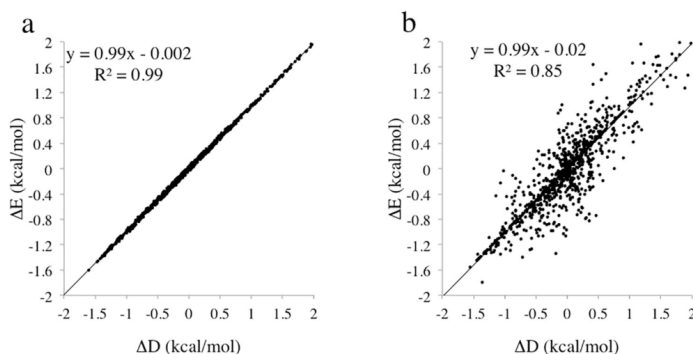 a
y = 0.99x - 0.002
R² = 0.99
2
1.6
1.2
0.8
0.4
0
-0.4
-0.8
-1.2
-1.6
2
-2 -1.5 -1 -0.5 0 0.5 1 1.5 2
ΔE (kcal/mol)
ΔD (kcal/mol)
b
y = 0.99x - 0.02
R² = 0.85
2
1.6
1.2
0.8
0.4
0
-0.4
-0.8
-1.2
-1.6
2
-2 -1.5 -1 -0.5 0 0.5 1 1.5 2
ΔE (kcal/mol)
ΔD (kcal/mol)